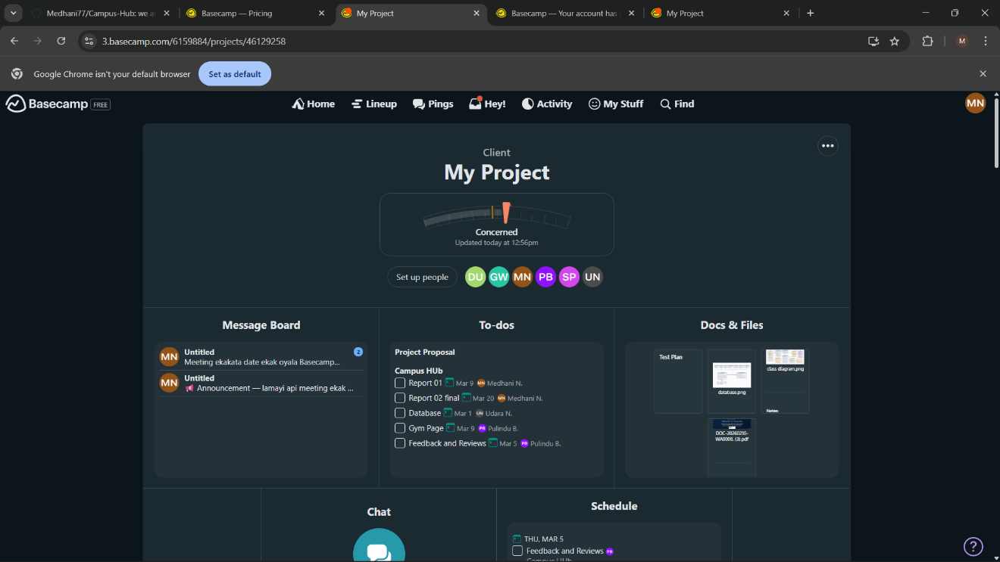 Medhani77/Campus-Hub: we a
Basecamp — Pricing
My Project
Basecamp — Your account has
My Project
3.basecamp.com/6159884/projects/46129258
M
Google Chrome isn't your default browser
Set as default
Basecamp FREE
Home
Lineup
Pings
Hey!
Activity
My Stuff
Find
MN
Client
My Project
Concerned
Updated today at 12:56pm
Set up people
DU GW MN PB SP UN
Message Board
MN Untitled 2
Meeting ekakata date ekak oyala Basecamp...
MN Untitled
📢 Announcement — lamayi api meeting ekak ...
To-dos
Project Proposal
Campus HUb
Report 01 Mar 9 MN Medhani N.
Report 02 final Mar 20 MN Medhani N.
Database Mar 1 UN Udara N.
Gym Page Mar 9 PB Pulindu B.
Feedback and Reviews Mar 5 PB Pulindu B.
Docs & Files
Test Plan
database.png
class diagram.png
Notes:
DOC-20260210-
WA0008. (3).pdf
Chat
Schedule
THU, MAR 5
Feedback and Reviews PB
Campus HUb
?